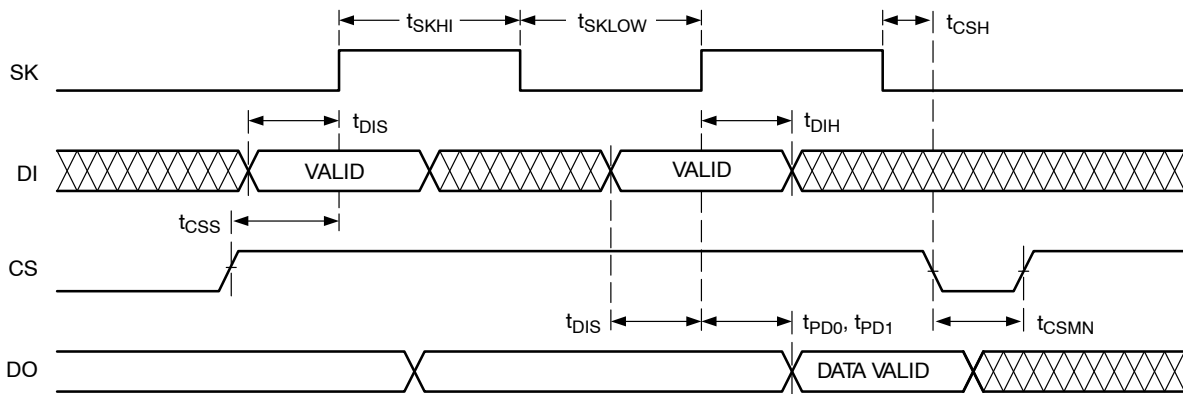 tSKHI tSKLOW tCSH
SK
tDIS tDIH
DI VALID VALID
tCSS
CS
tDIS tPD0, tPD1 tCSMN
DO DATA VALID